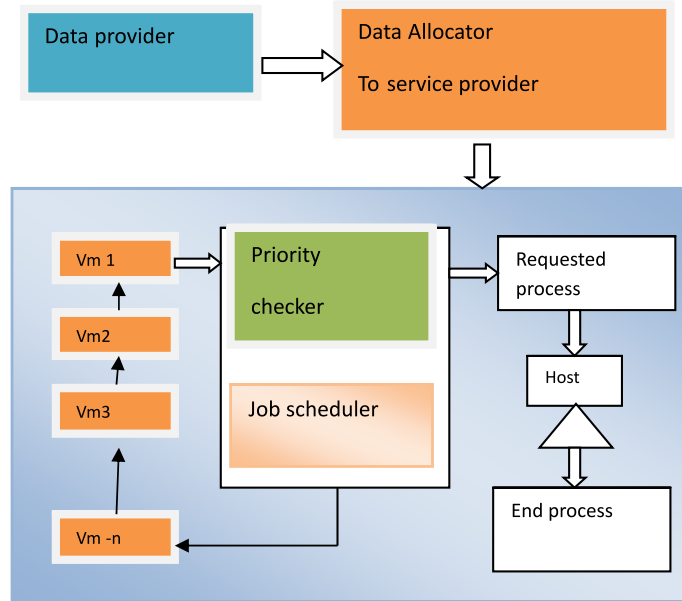 Data provider
Data Allocator
To service provider
Vm 1
Vm2
Vm3
Vm -n
Priority
checker
Job scheduler
Requested
process
Host
End process